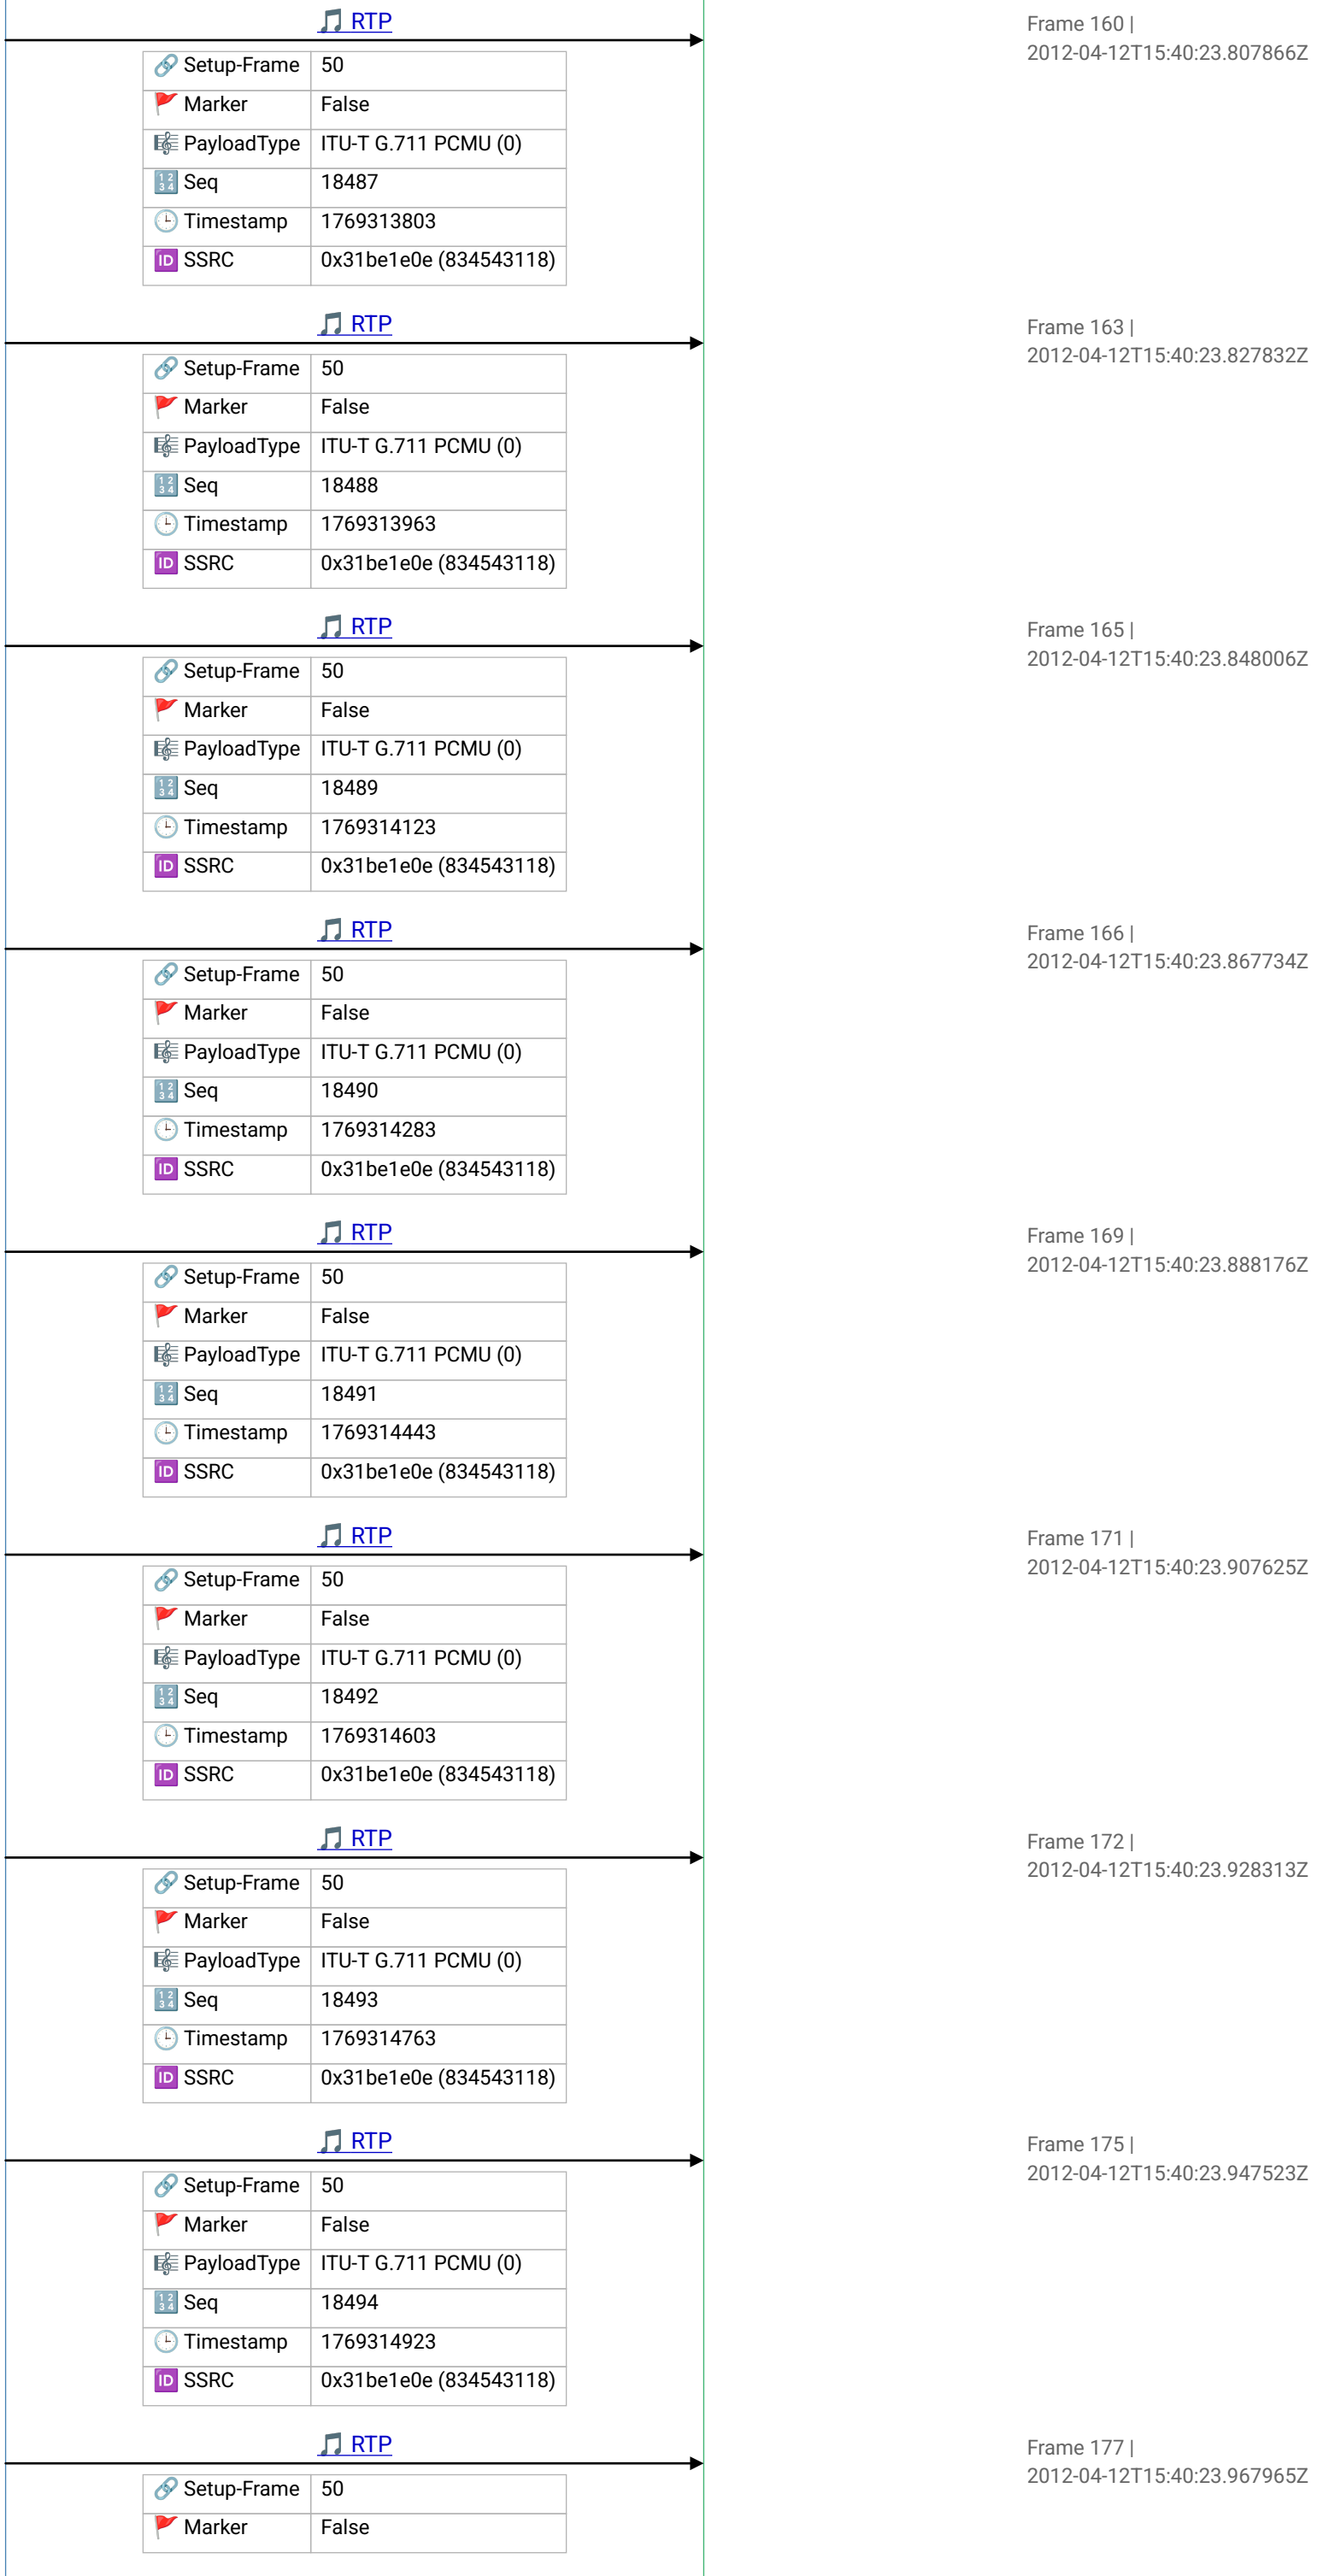 🎵 RTP
Frame 160 |
2012-04-12T15:40:23.807866Z
🔗 Setup-Frame 50
🚩 Marker False
🎼 PayloadType ITU-T G.711 PCMU (0)
🔢 Seq 18487
🕒 Timestamp 1769313803
🆔 SSRC 0x31be1e0e (834543118)
🎵 RTP
Frame 163 |
2012-04-12T15:40:23.827832Z
🔗 Setup-Frame 50
🚩 Marker False
🎼 PayloadType ITU-T G.711 PCMU (0)
🔢 Seq 18488
🕒 Timestamp 1769313963
🆔 SSRC 0x31be1e0e (834543118)
🎵 RTP
Frame 165 |
2012-04-12T15:40:23.848006Z
🔗 Setup-Frame 50
🚩 Marker False
🎼 PayloadType ITU-T G.711 PCMU (0)
🔢 Seq 18489
🕒 Timestamp 1769314123
🆔 SSRC 0x31be1e0e (834543118)
🎵 RTP
Frame 166 |
2012-04-12T15:40:23.867734Z
🔗 Setup-Frame 50
🚩 Marker False
🎼 PayloadType ITU-T G.711 PCMU (0)
🔢 Seq 18490
🕒 Timestamp 1769314283
🆔 SSRC 0x31be1e0e (834543118)
🎵 RTP
Frame 169 |
2012-04-12T15:40:23.888176Z
🔗 Setup-Frame 50
🚩 Marker False
🎼 PayloadType ITU-T G.711 PCMU (0)
🔢 Seq 18491
🕒 Timestamp 1769314443
🆔 SSRC 0x31be1e0e (834543118)
🎵 RTP
Frame 171 |
2012-04-12T15:40:23.907625Z
🔗 Setup-Frame 50
🚩 Marker False
🎼 PayloadType ITU-T G.711 PCMU (0)
🔢 Seq 18492
🕒 Timestamp 1769314603
🆔 SSRC 0x31be1e0e (834543118)
🎵 RTP
Frame 172 |
2012-04-12T15:40:23.928313Z
🔗 Setup-Frame 50
🚩 Marker False
🎼 PayloadType ITU-T G.711 PCMU (0)
🔢 Seq 18493
🕒 Timestamp 1769314763
🆔 SSRC 0x31be1e0e (834543118)
🎵 RTP
Frame 175 |
2012-04-12T15:40:23.947523Z
🔗 Setup-Frame 50
🚩 Marker False
🎼 PayloadType ITU-T G.711 PCMU (0)
🔢 Seq 18494
🕒 Timestamp 1769314923
🆔 SSRC 0x31be1e0e (834543118)
🎵 RTP
Frame 177 |
2012-04-12T15:40:23.967965Z
🔗 Setup-Frame 50
🚩 Marker False